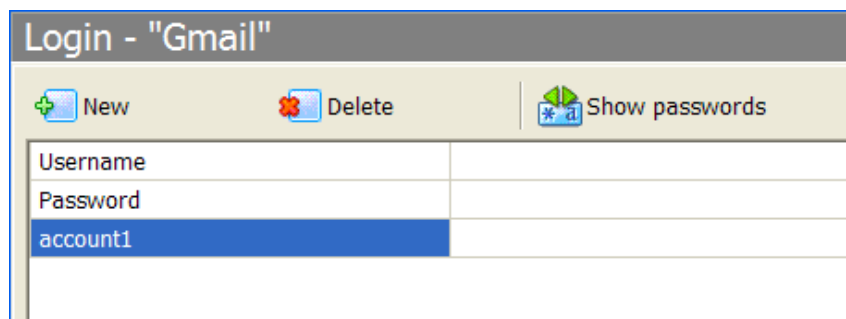 Login - "Gmail"
New Delete Show passwords
Username
Password
account1